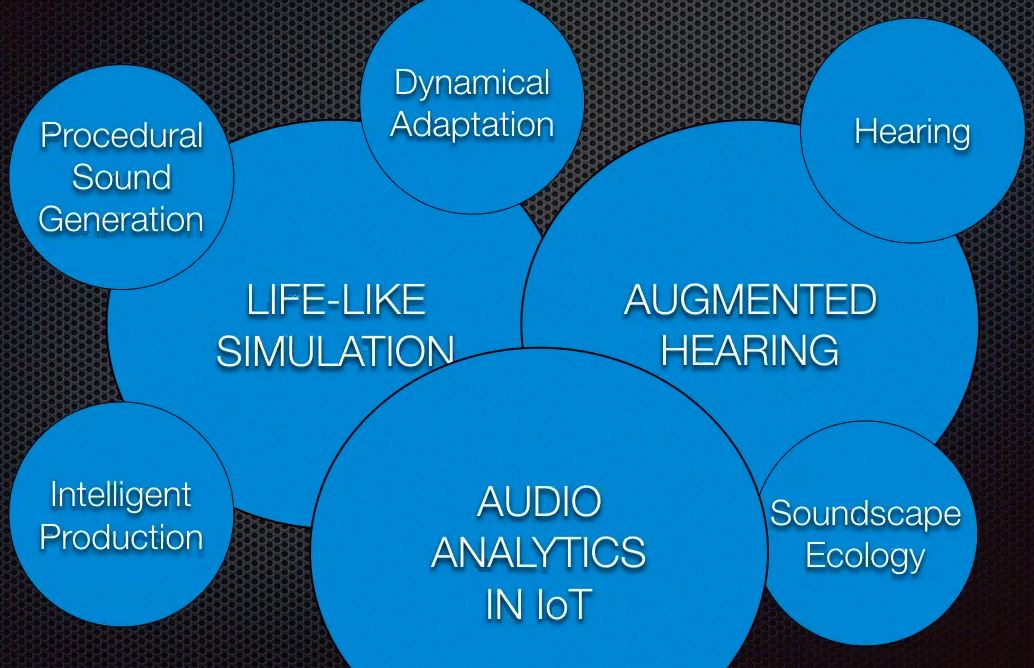 Dynamical
Adaptation
Procedural
Sound
Generation
Hearing
LIFE-LIKE
SIMULATION
AUGMENTED
HEARING
Intelligent
Production
AUDIO
ANALYTICS
IN IoT
Soundscape
Ecology